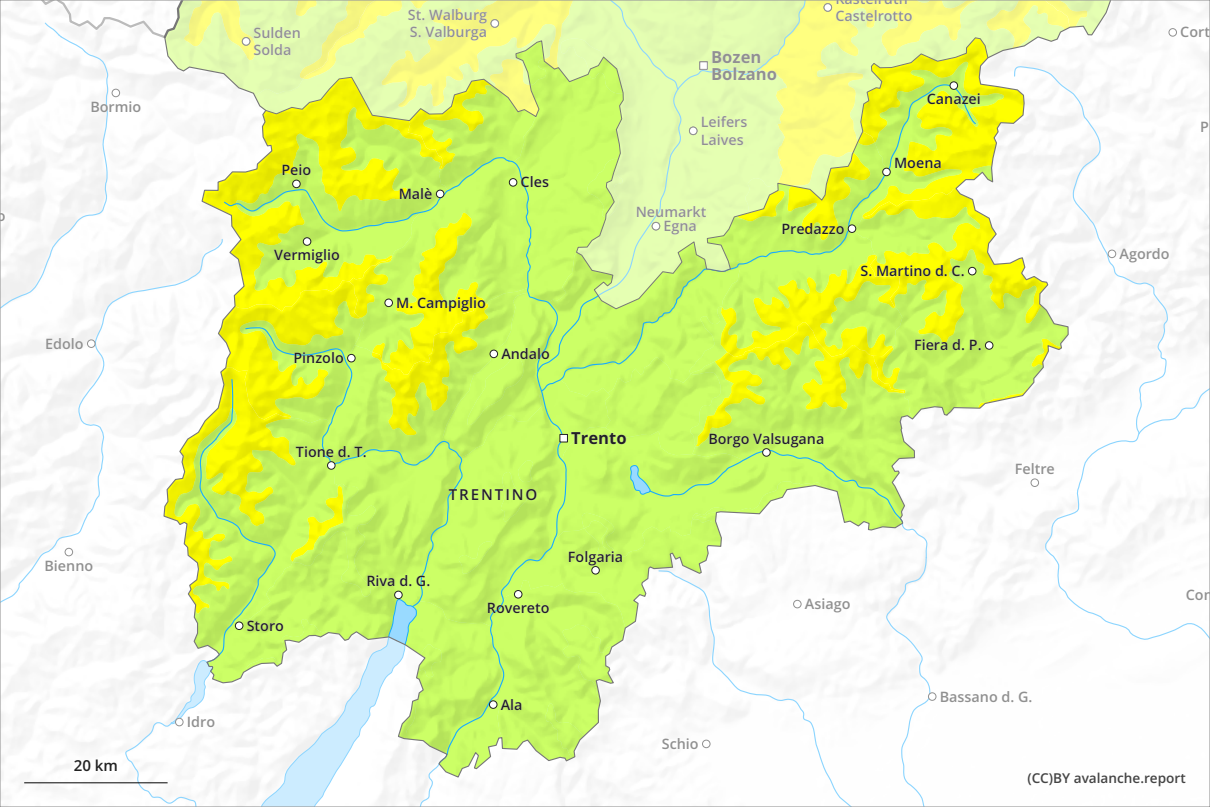 Kastelruth
Castelrotto
St. Walburg
S. Valburga
Sulden
Solda
Cort
Bozen
Bolzano
Bormio
Canazei
Leifers
Laives
Moena
Peio
Malè
Cles
Neumarkt
Egna
Predazzo
Vermiglio
Agordo
S. Martino d. C.
M. Campiglio
Edolo
Pinzolo
Andalo
Fiera d. P.
Trento
Borgo Valsugana
Tione d. T.
Feltre
TRENTINO
Bienno
Folgaria
Riva d. G.
Rovereto
Asiago
Cor
Storo
Bassano d. G.
Ala
Idro
Schio
20 km
(CC)BY avalanche.report